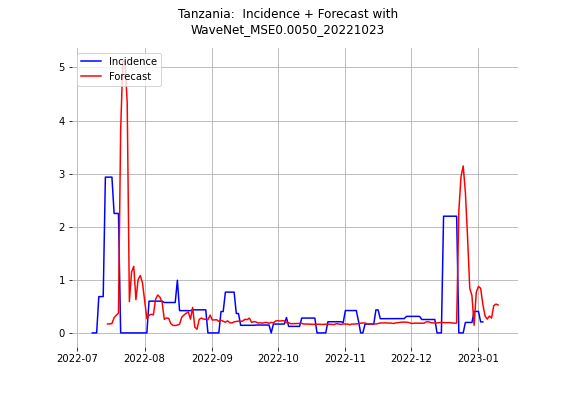 Tanzania:  Incidence + Forecast with
WaveNet_MSE0.0050_20221023
Incidence
Forecast
5
4
3
2
1
0
2022-07 2022-08 2022-09 2022-10 2022-11 2022-12 2023-01